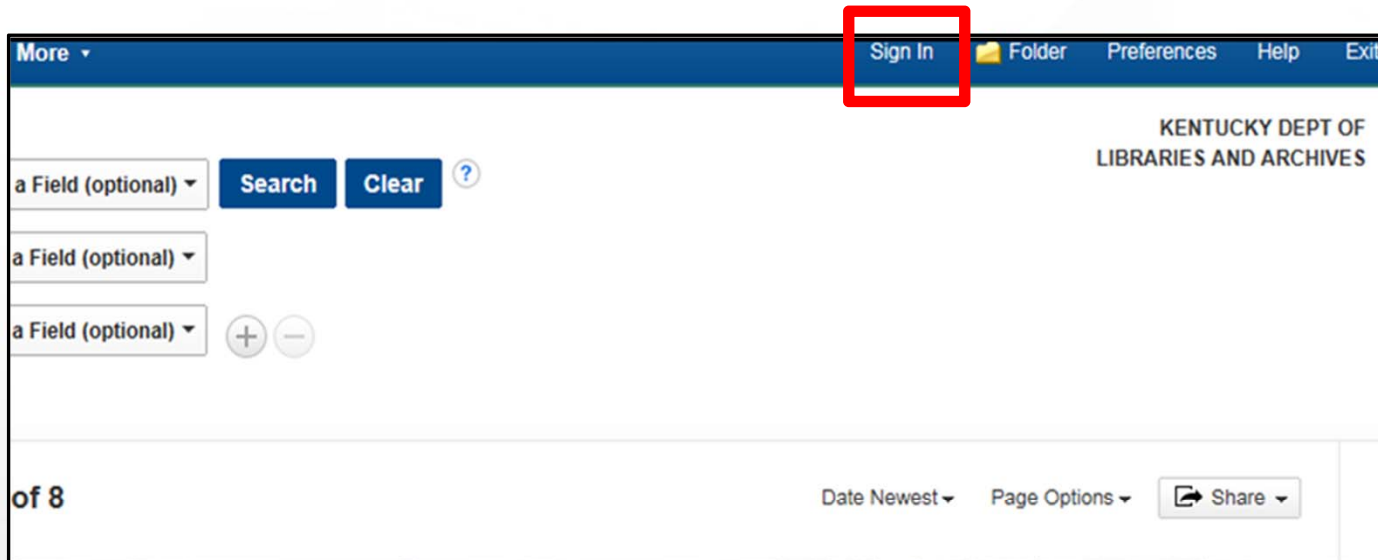 More Sign In Folder Preferences Help Exit
KENTUCKY DEPT OF
LIBRARIES AND ARCHIVES
a Field (optional) Search Clear ?
a Field (optional)
a Field (optional)
of 8 Date Newest Page Options Share